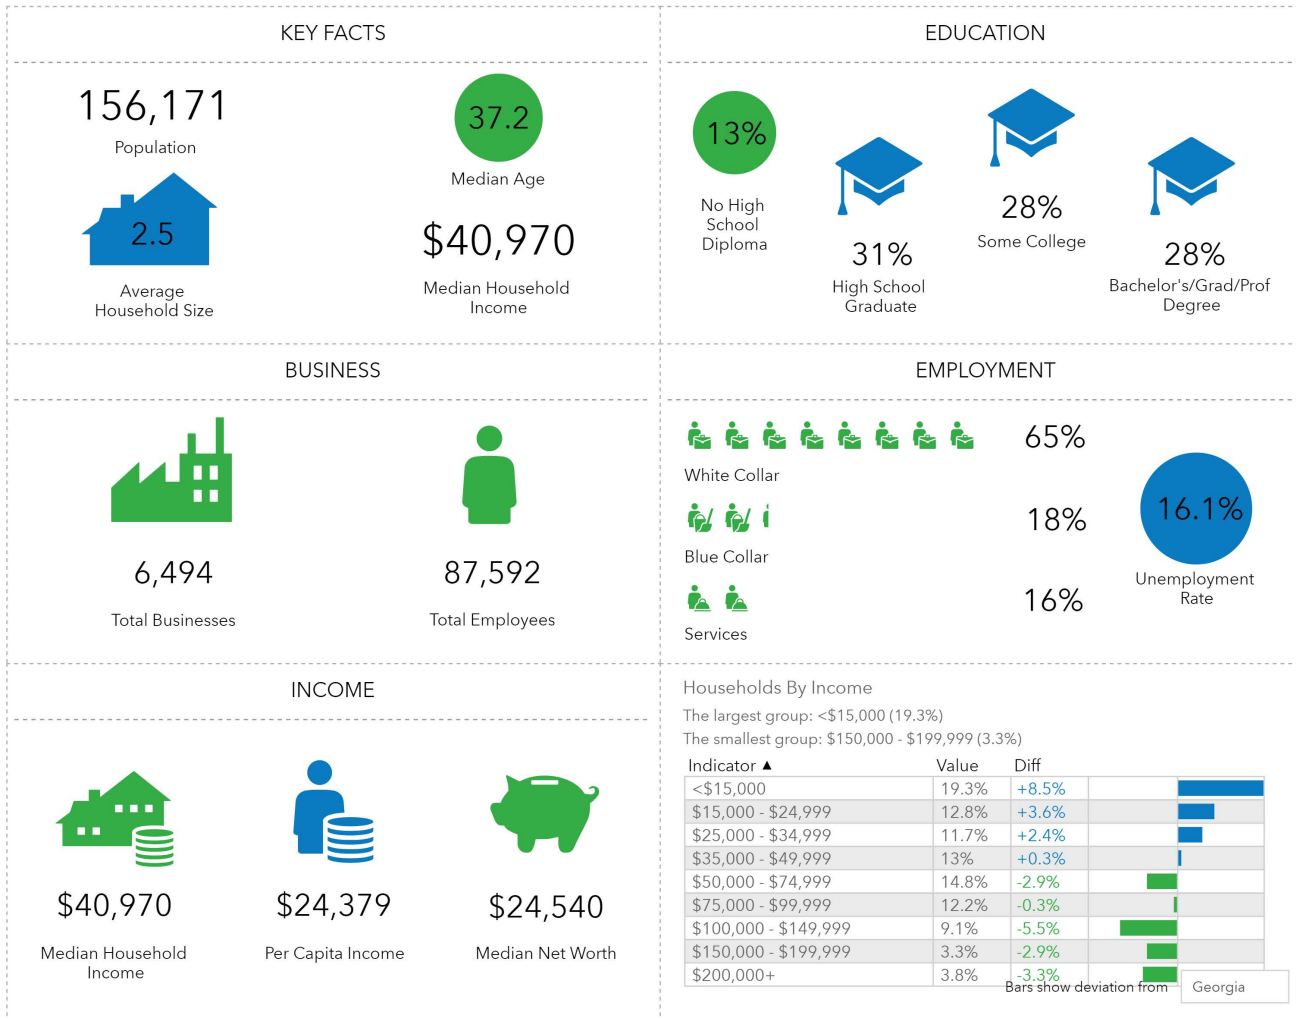 KEY FACTS
156,171
Population
2.5
Average
Household Size
37.2
Median Age
$40,970
Median Household
Income
EDUCATION
13%
No High
School
Diploma
31%
High School
Graduate
28%
Some College
28%
Bachelor's/Grad/Prof
Degree
BUSINESS
6,494
Total Businesses
87,592
Total Employees
EMPLOYMENT
65%
White Collar
18%
Blue Collar
16%
Services
16.1%
Unemployment
Rate
INCOME
$40,970
Median Household
Income
$24,379
Per Capita Income
$24,540
Median Net Worth
Households By Income
The largest group: <$15,000 (19.3%)
The smallest group: $150,000 - $199,999 (3.3%)
Indicator ▲ Value Diff
<$15,000 19.3% +8.5%
$15,000 - $24,999 12.8% +3.6%
$25,000 - $34,999 11.7% +2.4%
$35,000 - $49,999 13% +0.3%
$50,000 - $74,999 14.8% -2.9%
$75,000 - $99,999 12.2% -0.3%
$100,000 - $149,999 9.1% -5.5%
$150,000 - $199,999 3.3% -2.9%
$200,000+ 3.8% -3.3%
Bars show deviation from Georgia